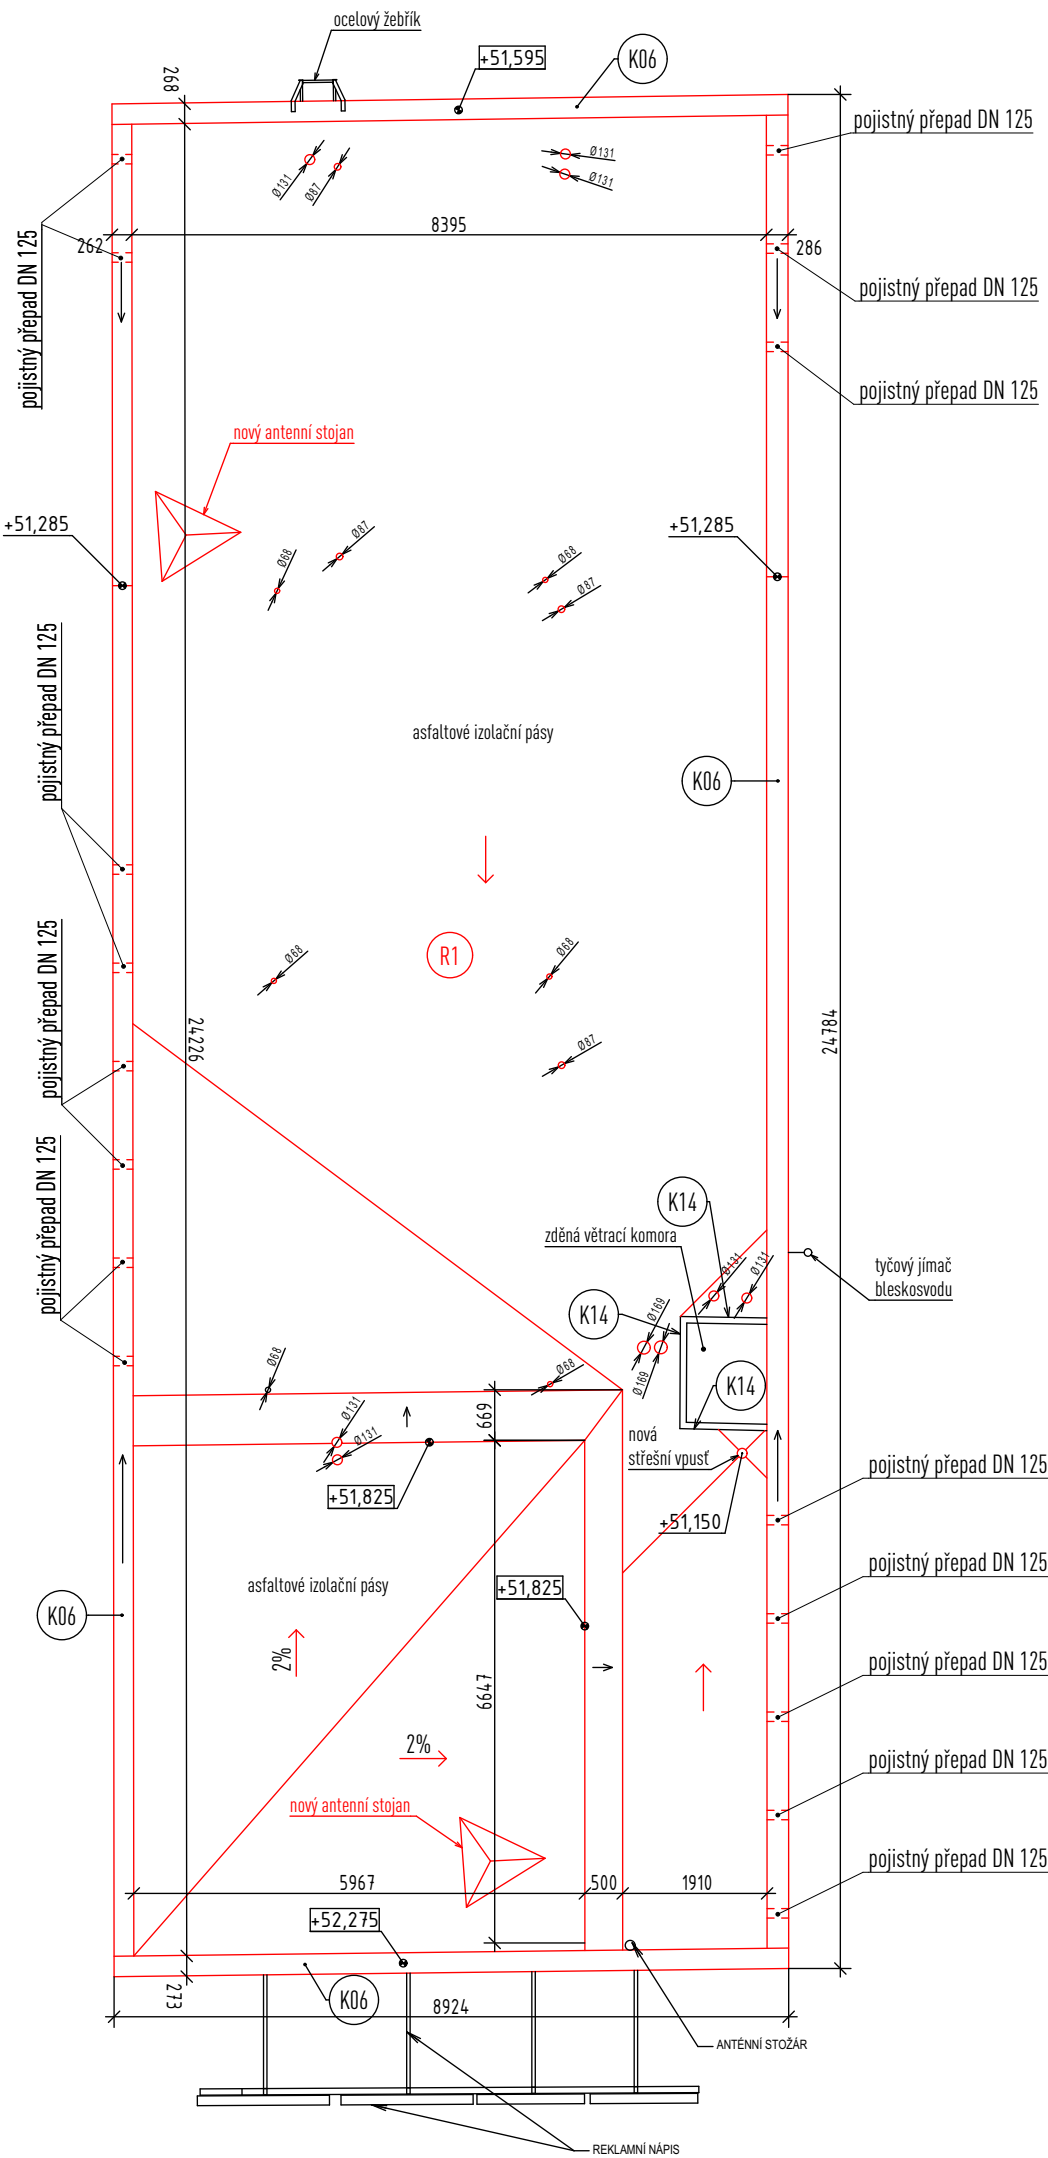 ocelový žebřík
+51,595
K06
268
pojistný přepad DN 125
Ø131
Ø87
Ø131
Ø131
8395
262
286
pojistný přepad DN 125
pojistný přepad DN 125
pojistný přepad DN 125
nový antenní stojan
+51,285
+51,285
Ø68
Ø87
Ø68
Ø87
pojistný přepad DN 125
asfaltové izolační pásy
K06
R1
Ø68
Ø68
pojistný přepad DN 125
24226
24784
Ø87
pojistný přepad DN 125
K14
zděná větrací komora
tyčový jímač
bleskosvodu
Ø131
Ø131
K14
Ø169
Ø169
Ø68
Ø68
K14
669
Ø131
Ø131
nová
střešní vpusť
pojistný přepad DN 125
+51,825
+51,150
pojistný přepad DN 125
asfaltové izolační pásy
+51,825
K06
2%
pojistný přepad DN 125
6647
2%
pojistný přepad DN 125
nový antenní stojan
pojistný přepad DN 125
5967
500
1910
+52,275
273
K06
8924
ANTÉNNÍ STOŽÁR
REKLAMNÍ NÁPIS